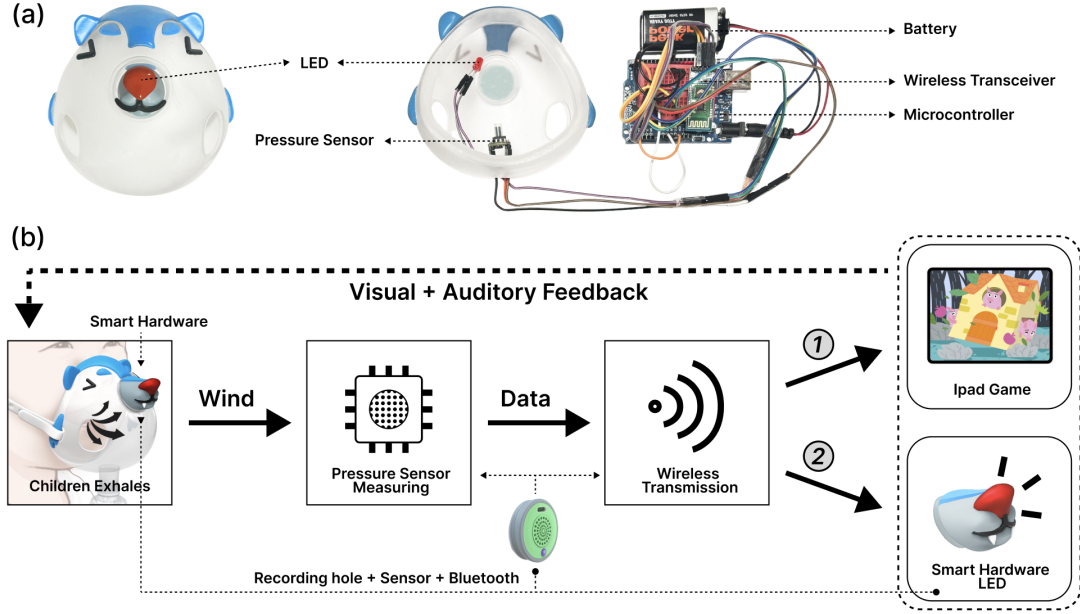 (a)
LED
Pressure Sensor
Battery
Wireless Transceiver
Microcontroller
(b)
Visual + Auditory Feedback
Smart Hardware
Children Exhales
Wind
Pressure Sensor
Measuring
Data
Wireless
Transmission
1
2
Ipad Game
Smart Hardware
LED
Recording hole + Sensor + Bluetooth